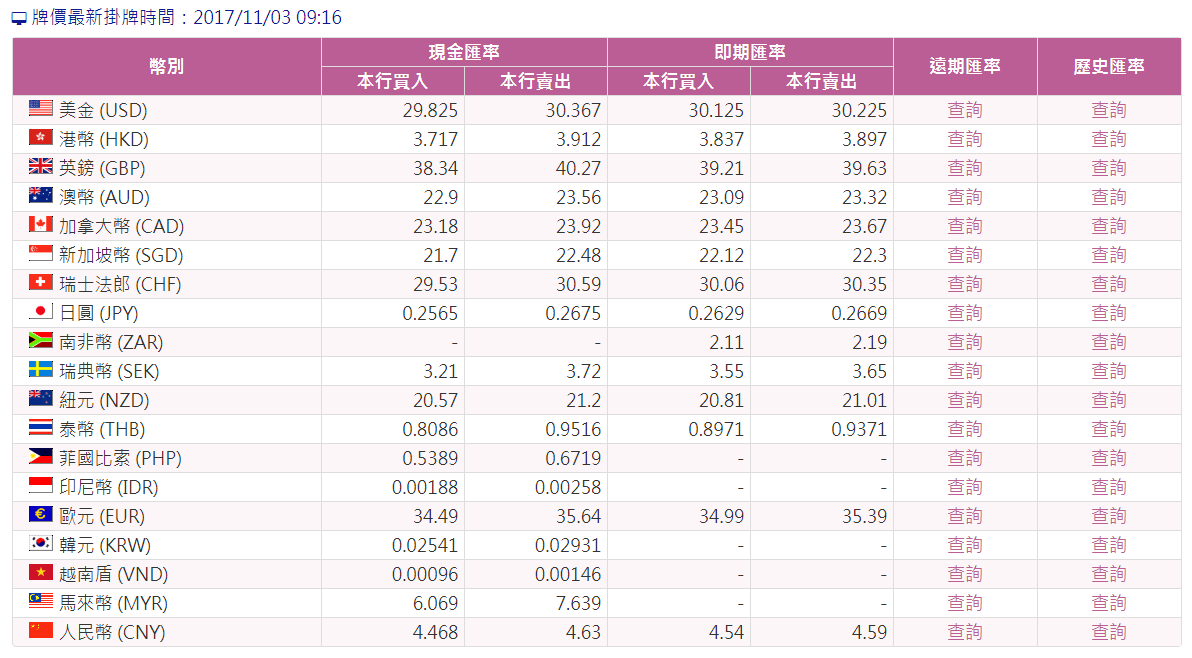 牌價最新掛牌時間：2017/11/03 09:16
幣別 現金匯率 即期匯率 遠期匯率 歷史匯率
本行買入 本行賣出 本行買入 本行賣出
美金 (USD) 29.825 30.367 30.125 30.225 查詢 查詢
港幣 (HKD) 3.717 3.912 3.837 3.897 查詢 查詢
英鎊 (GBP) 38.34 40.27 39.21 39.63 查詢 查詢
澳幣 (AUD) 22.9 23.56 23.09 23.32 查詢 查詢
加拿大幣 (CAD) 23.18 23.92 23.45 23.67 查詢 查詢
新加坡幣 (SGD) 21.7 22.48 22.12 22.3 查詢 查詢
瑞士法郎 (CHF) 29.53 30.59 30.06 30.35 查詢 查詢
日圓 (JPY) 0.2565 0.2675 0.2629 0.2669 查詢 查詢
南非幣 (ZAR) - - 2.11 2.19 查詢 查詢
瑞典幣 (SEK) 3.21 3.72 3.55 3.65 查詢 查詢
紐元 (NZD) 20.57 21.2 20.81 21.01 查詢 查詢
泰幣 (THB) 0.8086 0.9516 0.8971 0.9371 查詢 查詢
菲國比索 (PHP) 0.5389 0.6719 - - 查詢 查詢
印尼幣 (IDR) 0.00188 0.00258 - - 查詢 查詢
歐元 (EUR) 34.49 35.64 34.99 35.39 查詢 查詢
韓元 (KRW) 0.02541 0.02931 - - 查詢 查詢
越南盾 (VND) 0.00096 0.00146 - - 查詢 查詢
馬來幣 (MYR) 6.069 7.639 - - 查詢 查詢
人民幣 (CNY) 4.468 4.63 4.54 4.59 查詢 查詢